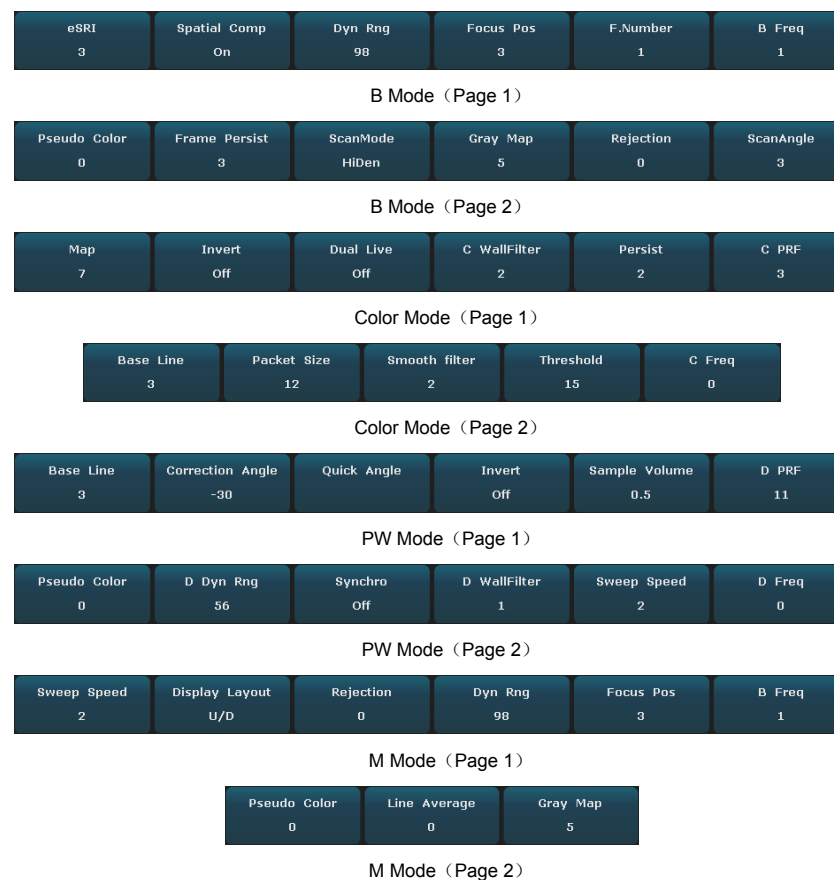 eSRI Spatial Comp Dyn Rng Focus Pos F.Number B Freq
3 On 98 3 1 1
B Mode（Page 1）
Pseudo Color Frame Persist ScanMode Gray Map Rejection ScanAngle
0 3 HiDen 5 0 3
B Mode（Page 2）
Map Invert Dual Live C WallFilter Persist C PRF
7 Off Off 2 2 3
Color Mode（Page 1）
Base Line Packet Size Smooth filter Threshold C Freq
3 12 2 15 0
Color Mode（Page 2）
Base Line Correction Angle Quick Angle Invert Sample Volume D PRF
3 -30 Off 0.5 11
PW Mode（Page 1）
Pseudo Color D Dyn Rng Synchro D WallFilter Sweep Speed D Freq
0 56 Off 1 2 0
PW Mode（Page 2）
Sweep Speed Display Layout Rejection Dyn Rng Focus Pos B Freq
2 U/D 0 98 3 1
M Mode（Page 1）
Pseudo Color Line Average Gray Map
0 0 5
M Mode（Page 2）